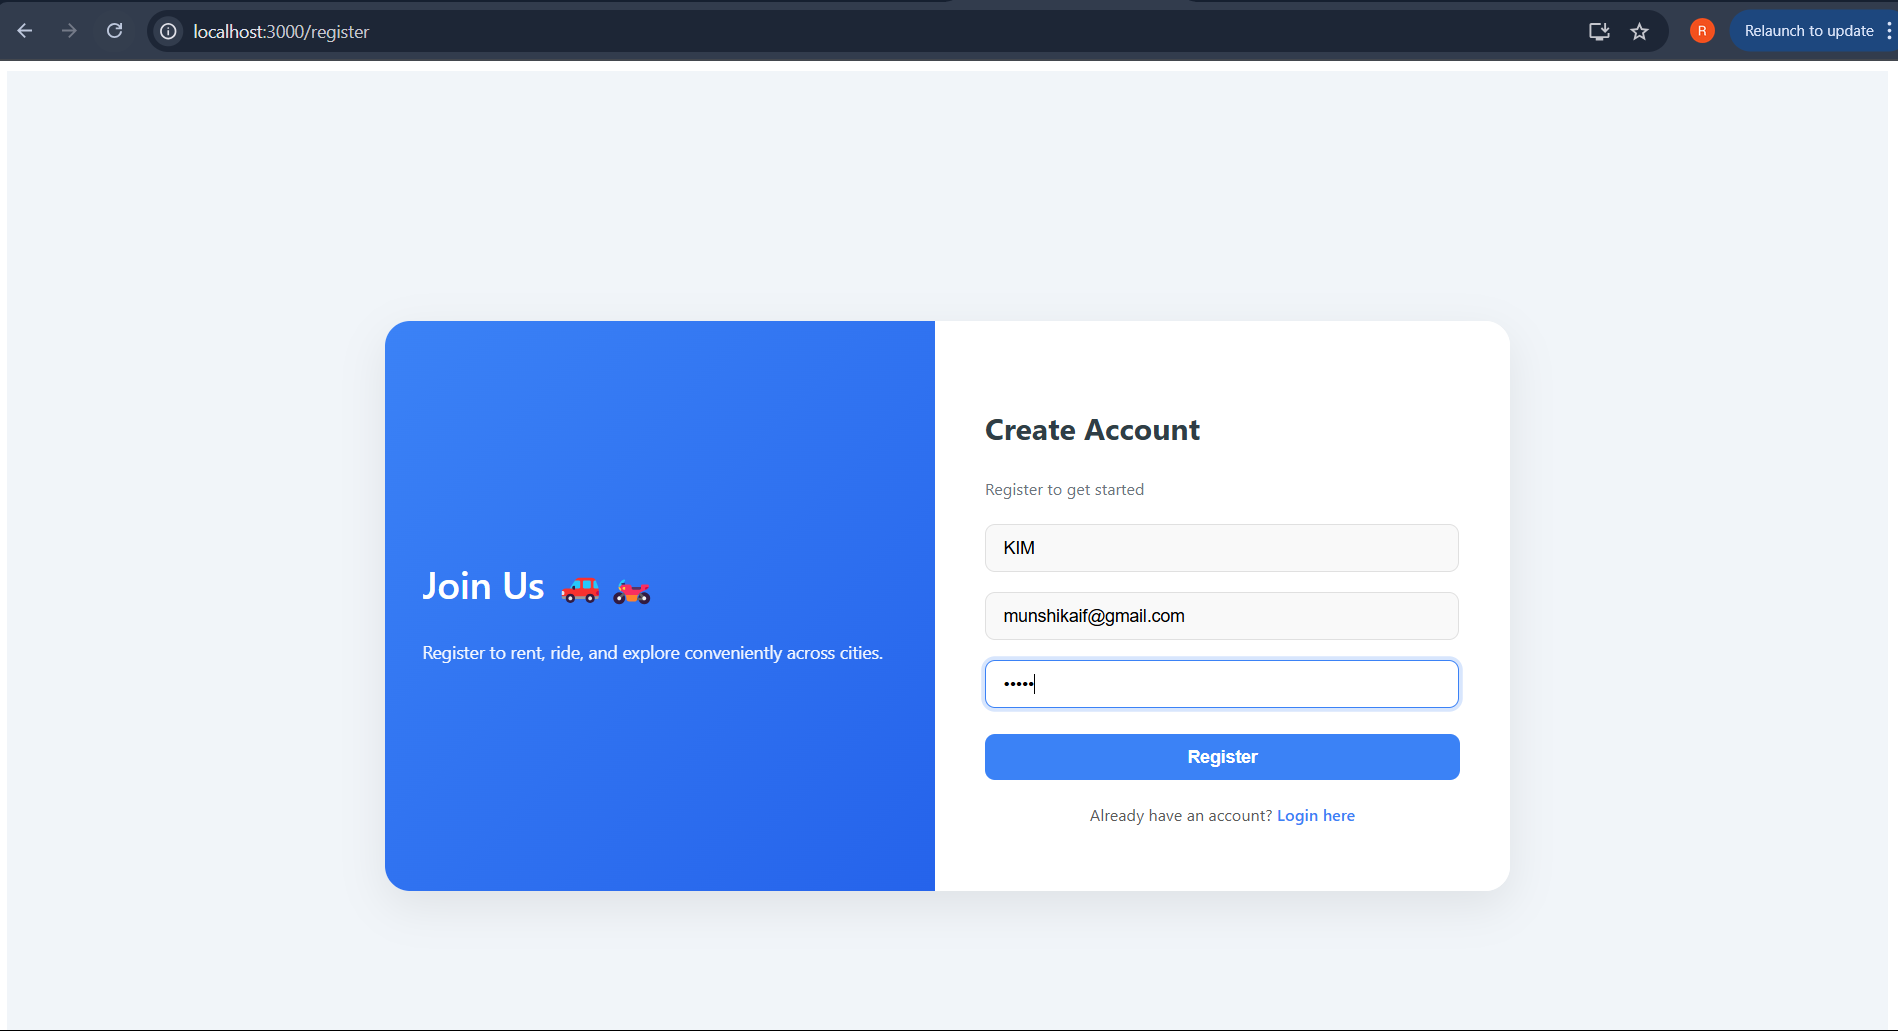 localhost:3000/register
R
Relaunch to update
Join Us 🚗 🏍️
Register to rent, ride, and explore conveniently across cities.
Create Account
Register to get started
KIM
munshikaif@gmail.com
•••••
Register
Already have an account? Login here